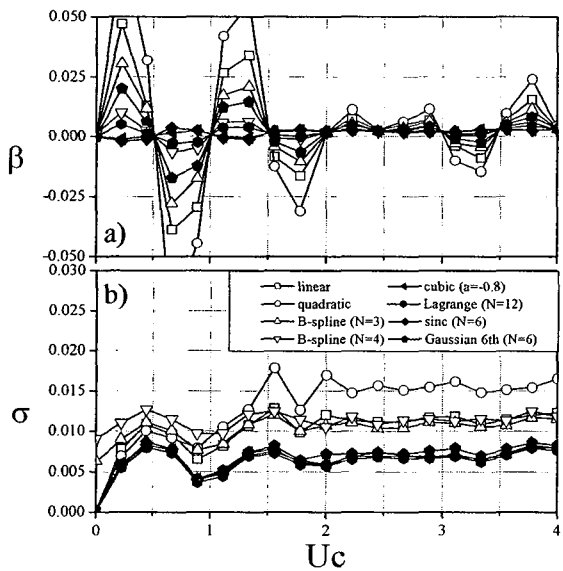 0.050
0.025
0.000
-0.025
-0.050
β
a)
0.030
0.025
0.020
0.015
0.010
0.005
0.000
σ
b)
linear
quadratic
B-spline (N=3)
B-spline (N=4)
cubic (a=-0.8)
Lagrange (N=12)
sinc (N=6)
Gaussian 6th (N=6)
0 1 2 3 4
Uc